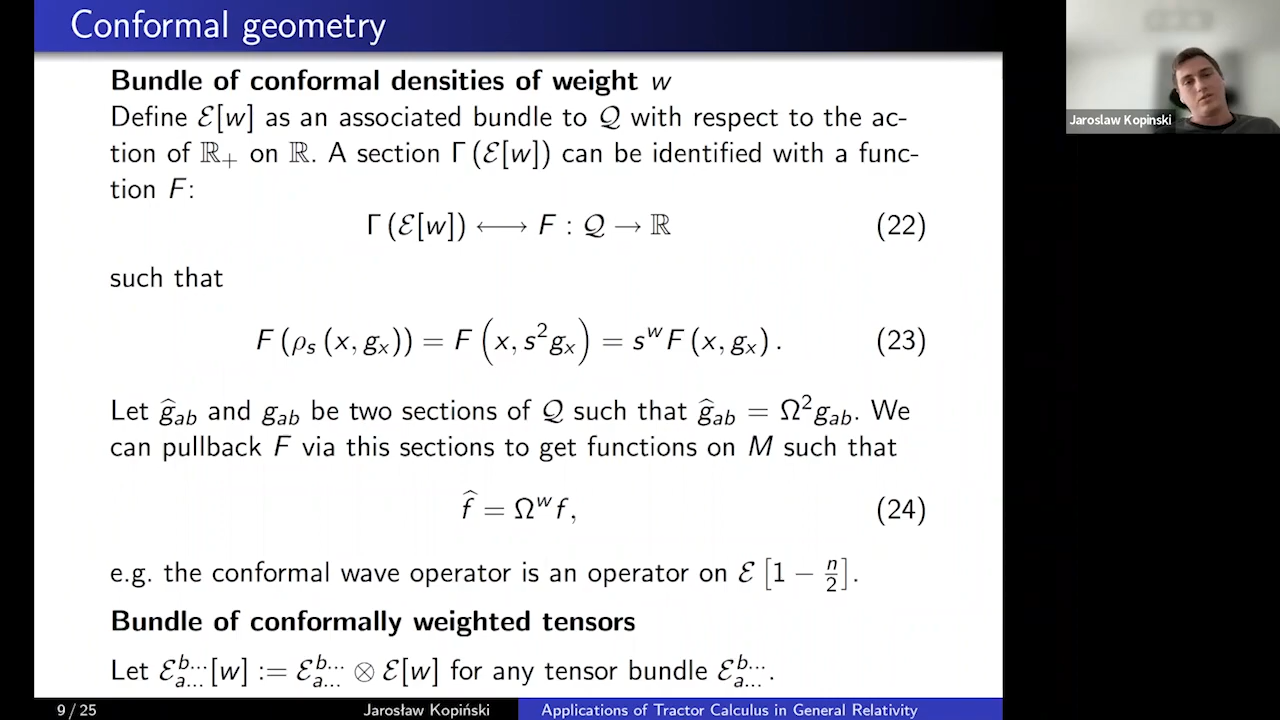 Conformal geometry
Bundle of conformal densities of weight w
Define ℰ[w] as an associated bundle to 𝒬 with respect to the ac-
tion of ℝ₊ on ℝ. A section Γ (ℰ[w]) can be identified with a func-
tion F:
Γ (ℰ[w]) ⟷ F : 𝒬 → ℝ (22)
such that
F (ρₛ (x, gₓ)) = F (x, s²gₓ) = s^w F (x, gₓ) . (23)
Let ĝ_ab and g_ab be two sections of 𝒬 such that ĝ_ab = Ω²g_ab. We
can pullback F via this sections to get functions on M such that
f̂ = Ω^w f, (24)
e.g. the conformal wave operator is an operator on ℰ [1 − n/2].
Bundle of conformally weighted tensors
Let ℰ_{a...}^{b...}[w] := ℰ_{a...}^{b...} ⊗ ℰ[w] for any tensor bundle ℰ_{a...}^{b...}.
9 / 25 Jarosław Kopiński Applications of Tractor Calculus in General Relativity
Jaroslaw Kopinski